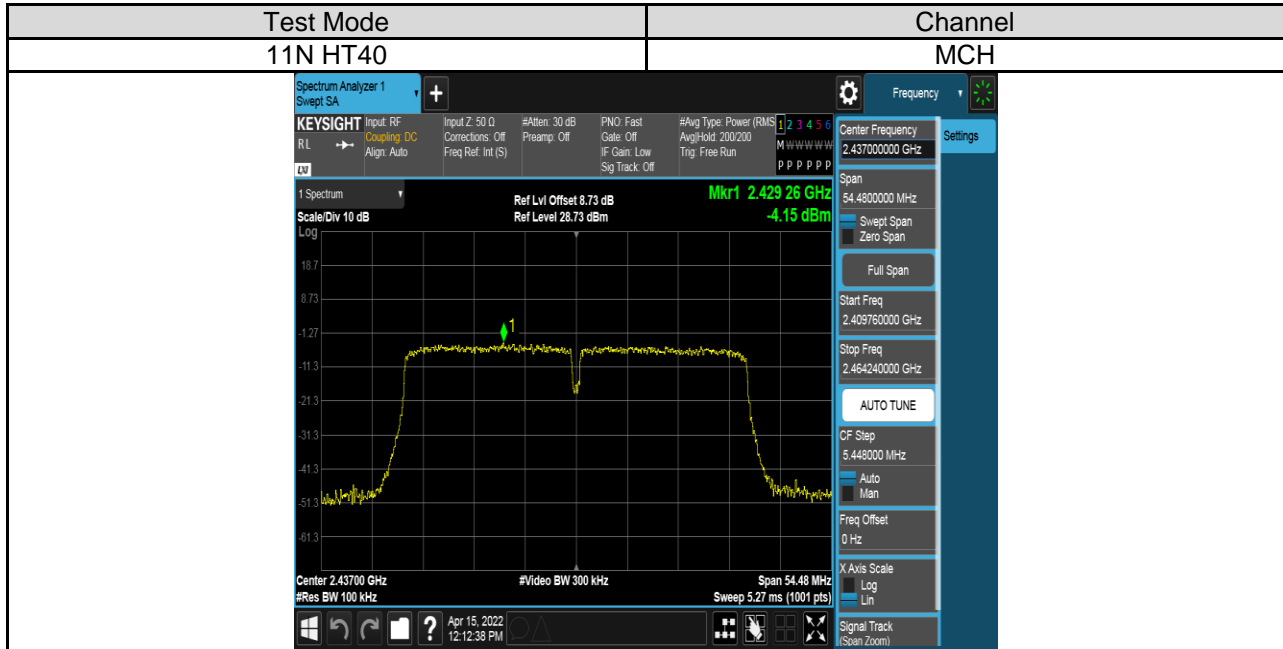 Test Mode Channel
11N HT40 MCH
Spectrum Analyzer 1
Swept SA
Frequency
KEYSIGHT Input: RF Input Z: 50 Ω #Atten: 30 dB PNO: Fast #Avg Type: Power (RMS 1 2 3 4 5 6
RL Coupling: DC Corrections: Off Preamp: Off Gate: Off Avg|Hold: 200/200 M W W W W W
Align: Auto Freq Ref: Int (S) IF Gain: Low Trig: Free Run
Sig Track: Off P P P P P P
LXI
Center Frequency
2.437000000 GHz
Settings
1 Spectrum
Ref Lvl Offset 8.73 dB
Mkr1 2.429 26 GHz
Scale/Div 10 dB Ref Level 28.73 dBm -4.15 dBm
Log
18.7
8.73
-1.27
-11.3
-21.3
-31.3
-41.3
-51.3
-61.3
1
Center 2.43700 GHz #Video BW 300 kHz Span 54.48 MHz
#Res BW 100 kHz Sweep 5.27 ms (1001 pts)
Span
54.4800000 MHz
Swept Span
Zero Span
Full Span
Start Freq
2.409760000 GHz
Stop Freq
2.464240000 GHz
AUTO TUNE
CF Step
5.448000 MHz
Auto
Man
Freq Offset
0 Hz
X Axis Scale
Log
Lin
Signal Track
(Span Zoom)
? Apr 15, 2022
12:12:38 PM